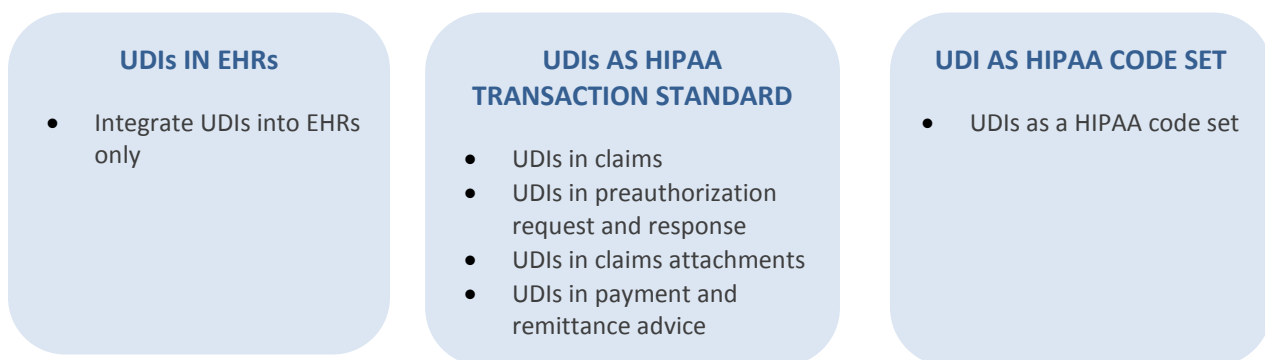 UDIs IN EHRs
• Integrate UDIs into EHRs
only
UDIs AS HIPAA
TRANSACTION STANDARD
• UDIs in claims
• UDIs in preauthorization
request and response
• UDIs in claims attachments
• UDIs in payment and
remittance advice
UDI AS HIPAA CODE SET
• UDIs as a HIPAA code set